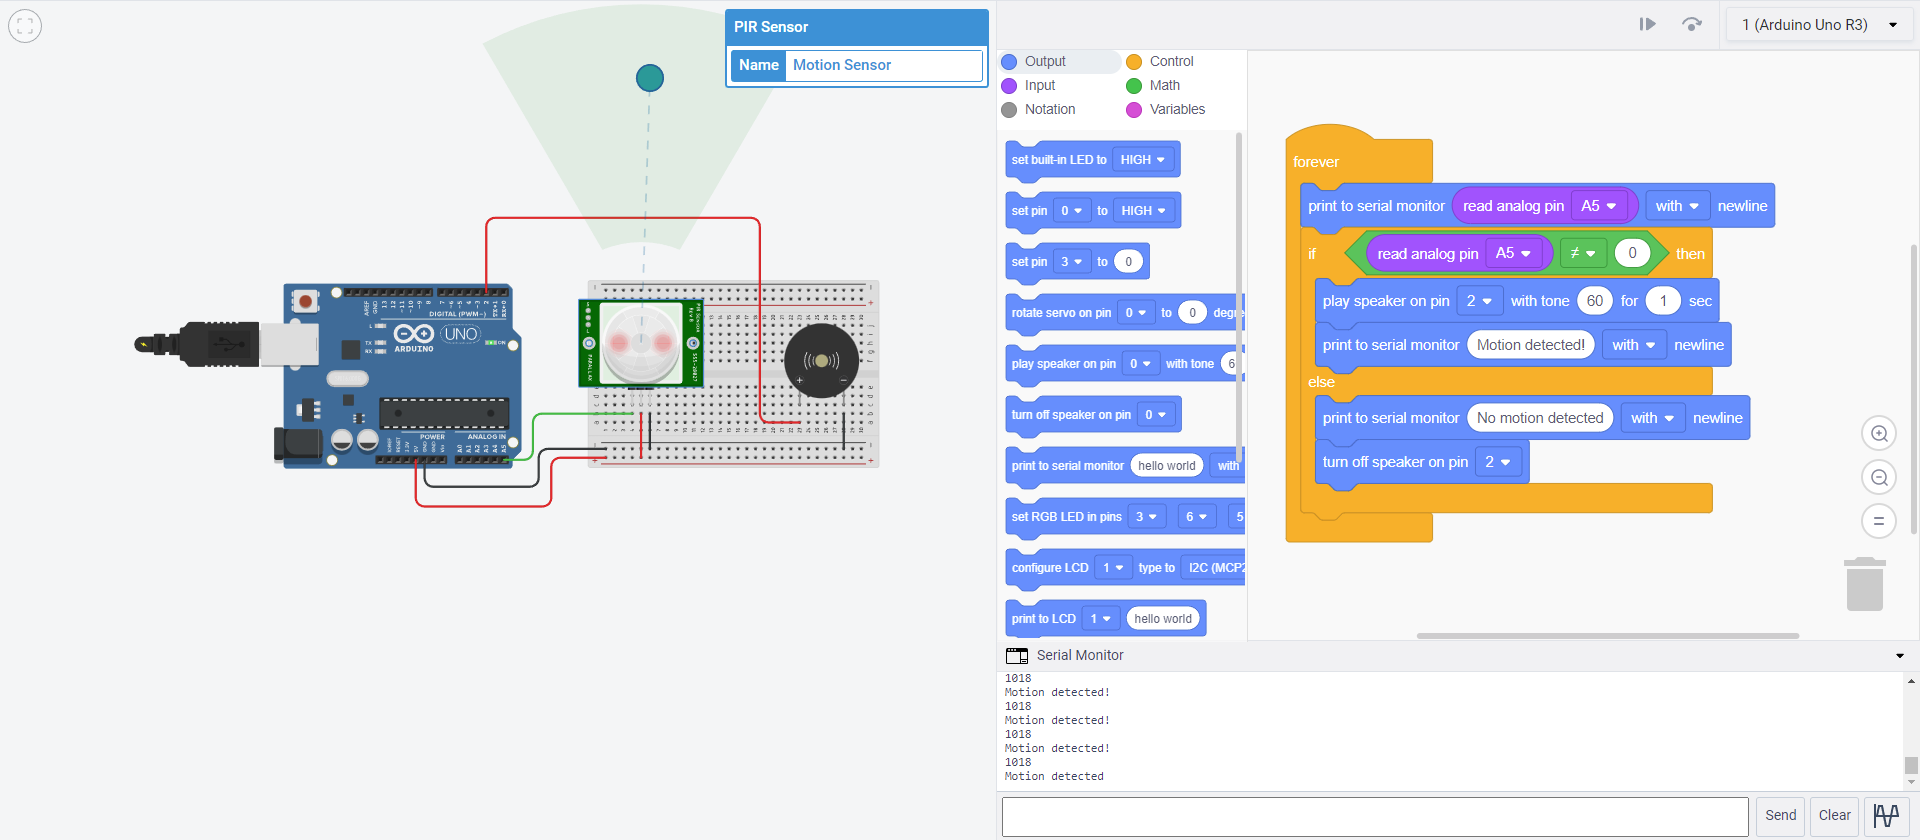 PIR Sensor
Name Motion Sensor
1 (Arduino Uno R3)
Output
Control
Input
Math
Notation
Variables
set built-in LED to HIGH
set pin 0 to HIGH
set pin 3 to 0
rotate servo on pin 0 to 0 degre
play speaker on pin 0 with tone 6
turn off speaker on pin 0
print to serial monitor hello world with
set RGB LED in pins 3 6 5
configure LCD 1 type to I2C (MCP2
print to LCD 1 hello world
forever
print to serial monitor read analog pin A5 with newline
if read analog pin A5 ≠ 0 then
play speaker on pin 2 with tone 60 for 1 sec
print to serial monitor Motion detected! with newline
else
print to serial monitor No motion detected with newline
turn off speaker on pin 2
DIGITAL (PWM~)
UNO
ARDUINO
L
TX
RX
ON
POWER
ANALOG IN
Serial Monitor
1018
Motion detected!
1018
Motion detected!
1018
Motion detected!
1018
Motion detected
Send
Clear